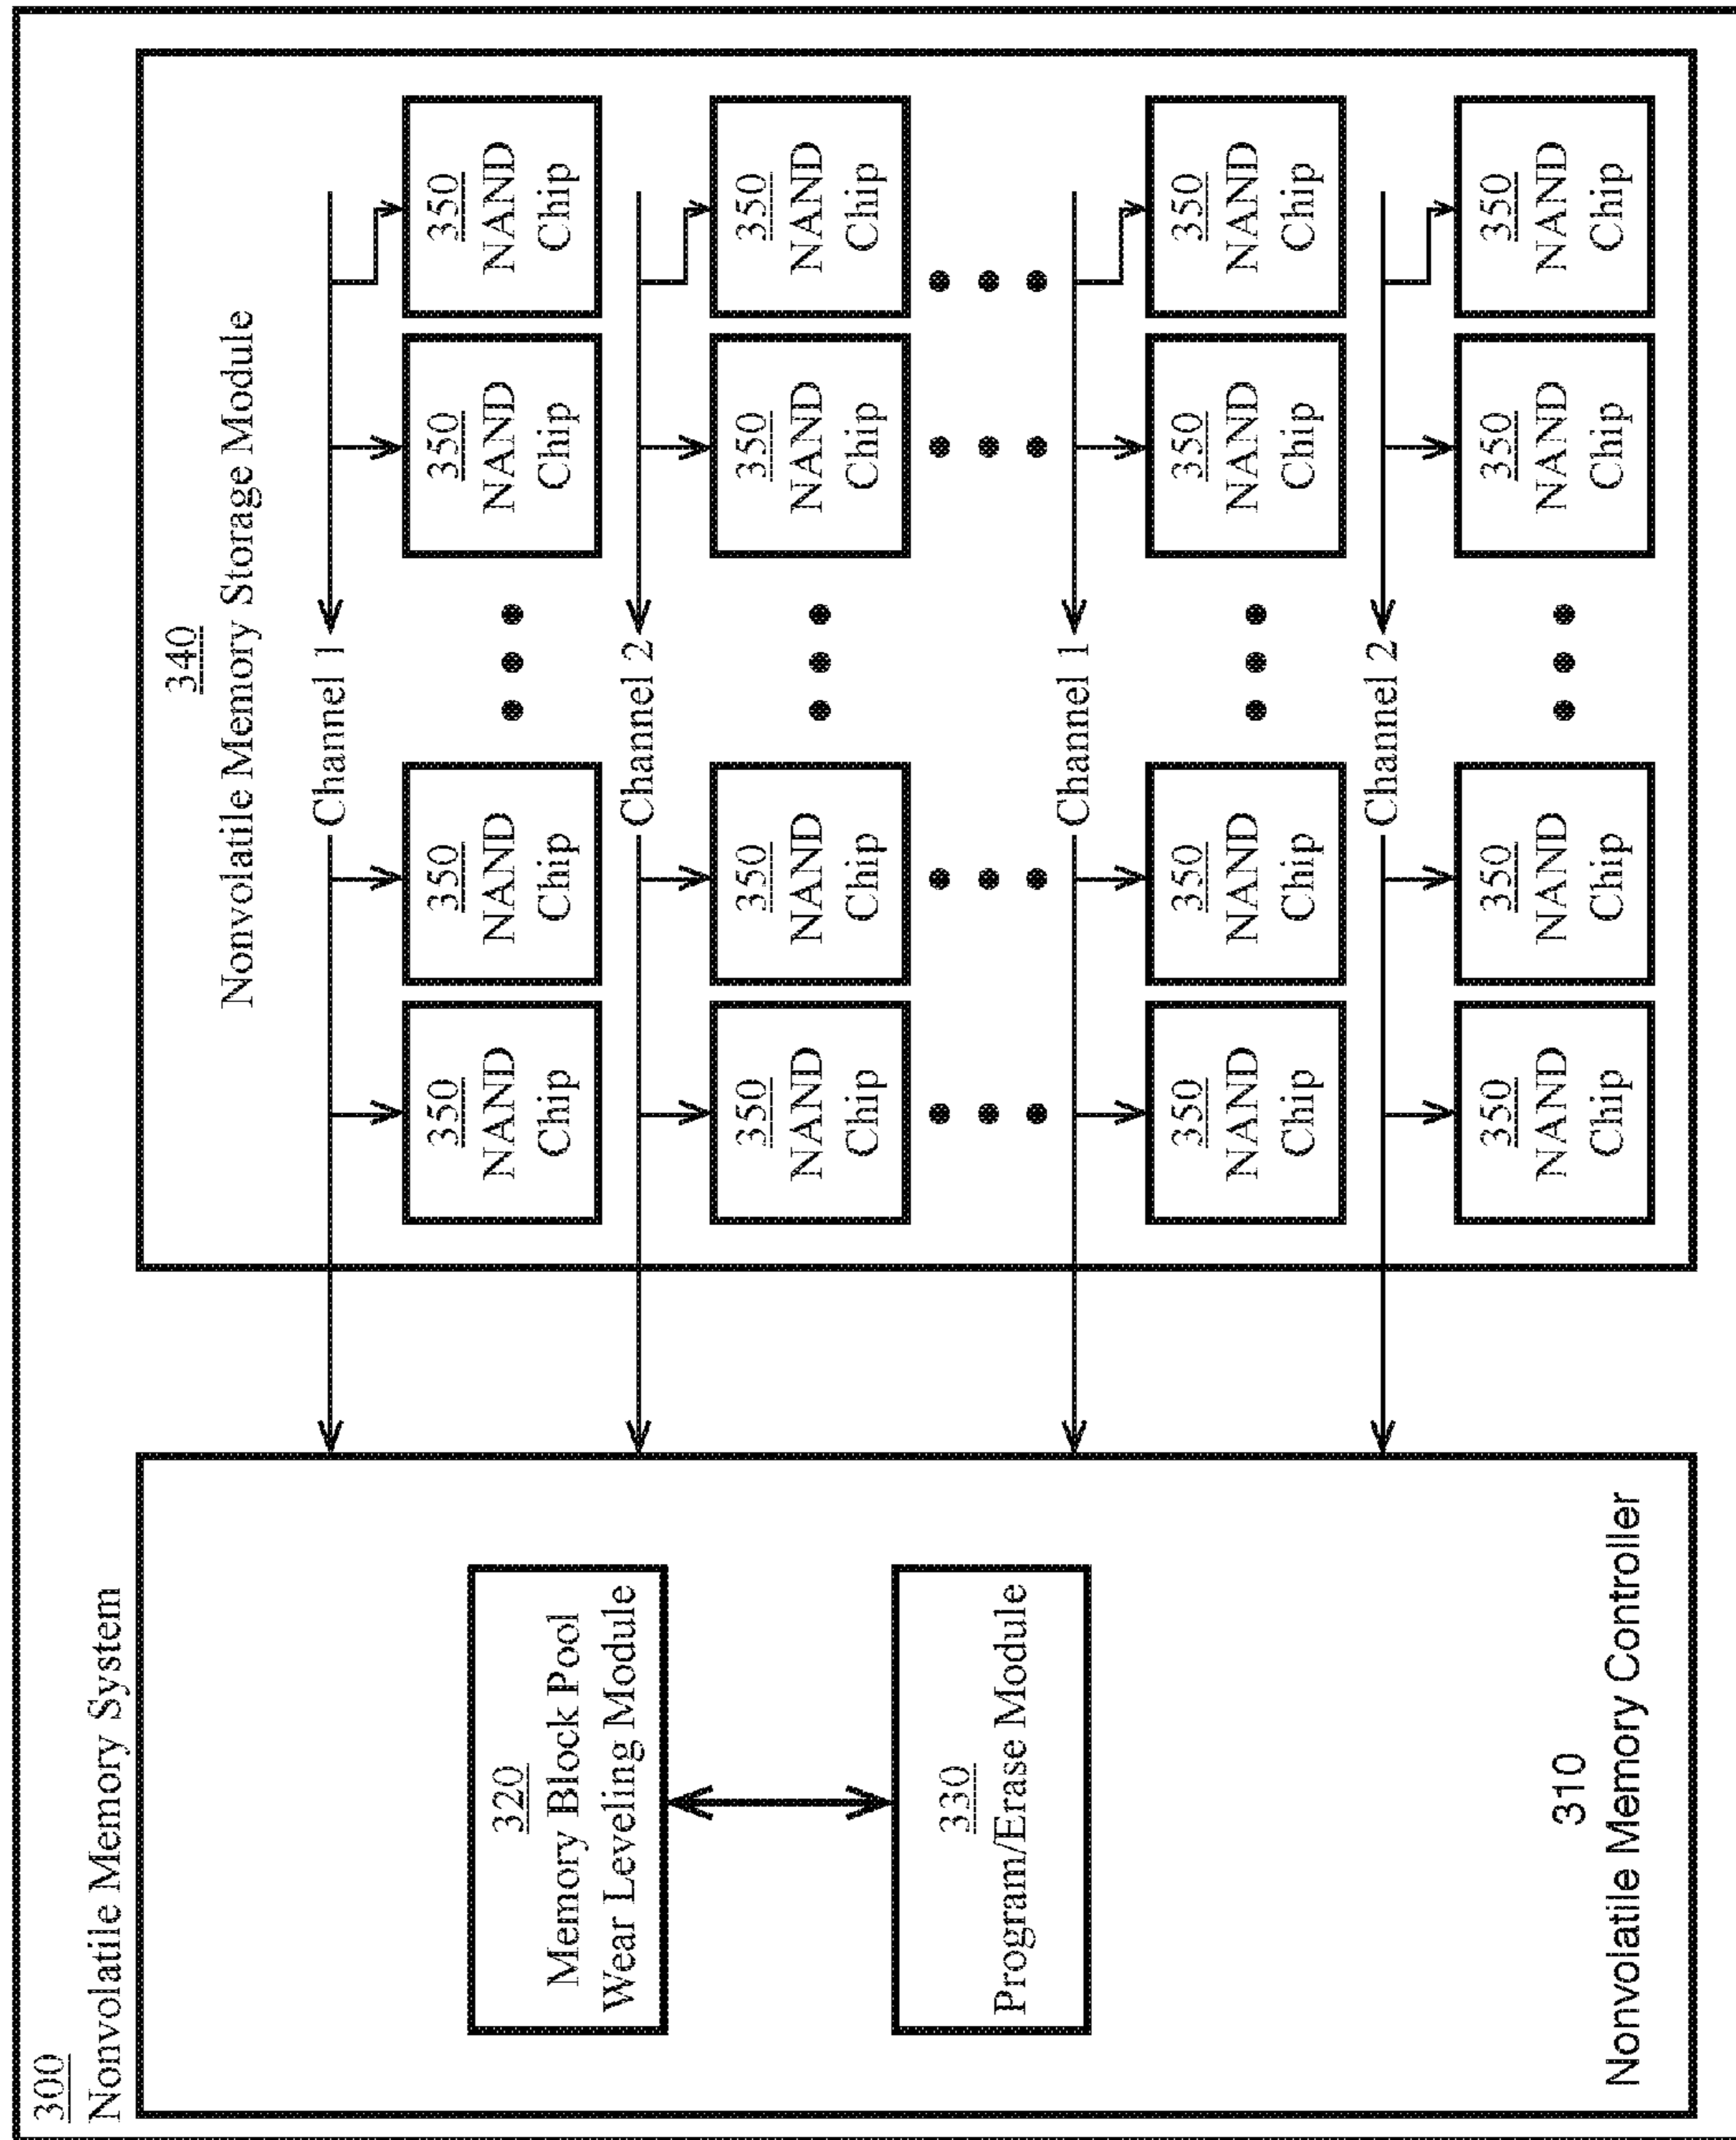 300
Nonvolatile Memory System
320
Memory Block Pool
Wear Leveling Module
330
Program/Erase Module
310
Nonvolatile Memory Controller
340
Nonvolatile Memory Storage Module
Channel 1
350
NAND
Chip
350
NAND
Chip
350
NAND
Chip
350
NAND
Chip
Channel 2
350
NAND
Chip
350
NAND
Chip
350
NAND
Chip
350
NAND
Chip
Channel 1
350
NAND
Chip
350
NAND
Chip
350
NAND
Chip
350
NAND
Chip
Channel 2
350
NAND
Chip
350
NAND
Chip
350
NAND
Chip
350
NAND
Chip